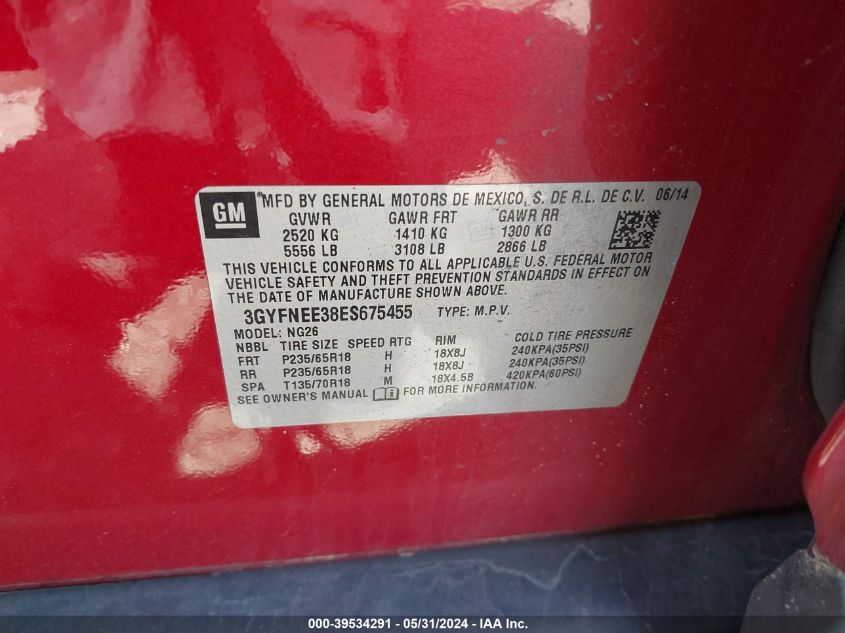 GM
*MFD BY GENERAL MOTORS DE MEXICO, S. DE R.L. DE C.V. 06/14
GVWR GAWR FRT GAWR RR
2520 KG 1410 KG 1300 KG
5556 LB 3108 LB 2866 LB
THIS VEHICLE CONFORMS TO ALL APPLICABLE U.S. FEDERAL MOTOR
VEHICLE SAFETY AND THEFT PREVENTION STANDARDS IN EFFECT ON
THE DATE OF MANUFACTURE SHOWN ABOVE.
3GYFNEE38ES675455 TYPE: M.P.V.
MODEL: NG26
NBBL TIRE SIZE SPEED RTG RIM COLD TIRE PRESSURE
FRT P235/65R18 H 18X8J 240KPA(35PSI)
RR P235/65R18 H 18X8J 240KPA(35PSI)
SPA T135/70R18 M 18X4.5B 420KPA(60PSI)
SEE OWNER'S MANUAL FOR MORE INFORMATION.
000-39534291 - 05/31/2024 - IAA Inc.